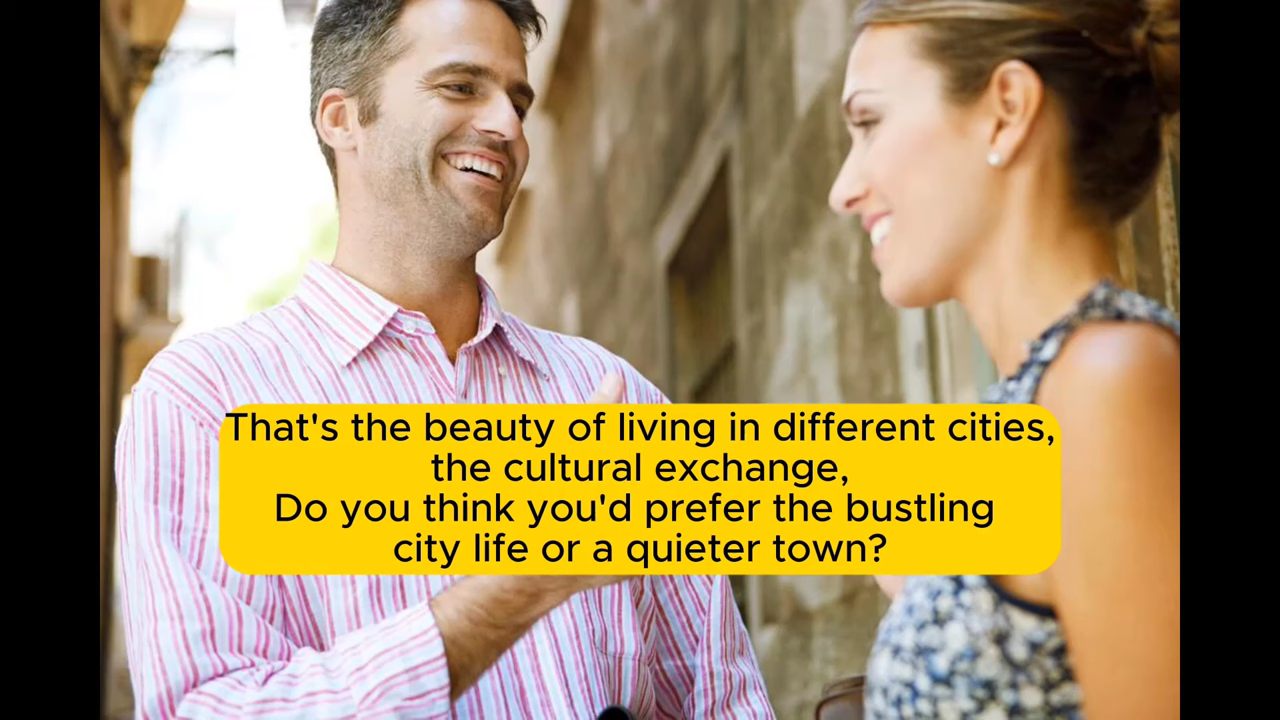 That's the beauty of living in different cities,
the cultural exchange,
Do you think you'd prefer the bustling
city life or a quieter town?